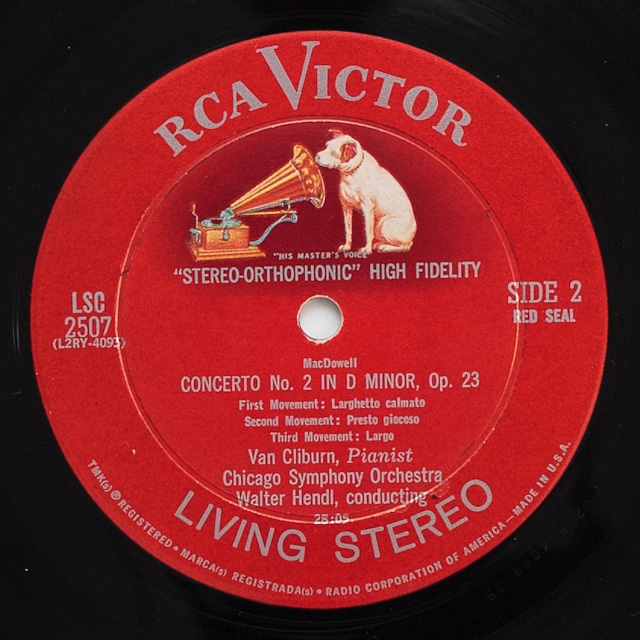 RCA VICTOR
"HIS MASTER'S VOICE"
"STEREO-ORTHOPHONIC" HIGH FIDELITY
LSC
2507
(L2RY-4093)
SIDE 2
RED SEAL
MacDowell
CONCERTO No. 2 IN D MINOR, Op. 23
First Movement: Larghetto calmato
Second Movement: Presto giocoso
Third Movement: Largo
Van Cliburn, Pianist
Chicago Symphony Orchestra
Walter Hendl, conducting
25:05
LIVING STEREO
TMK(s) ® REGISTERED • MARCA(s) REGISTRADA(s) • RADIO CORPORATION OF AMERICA — MADE IN U.S.A.